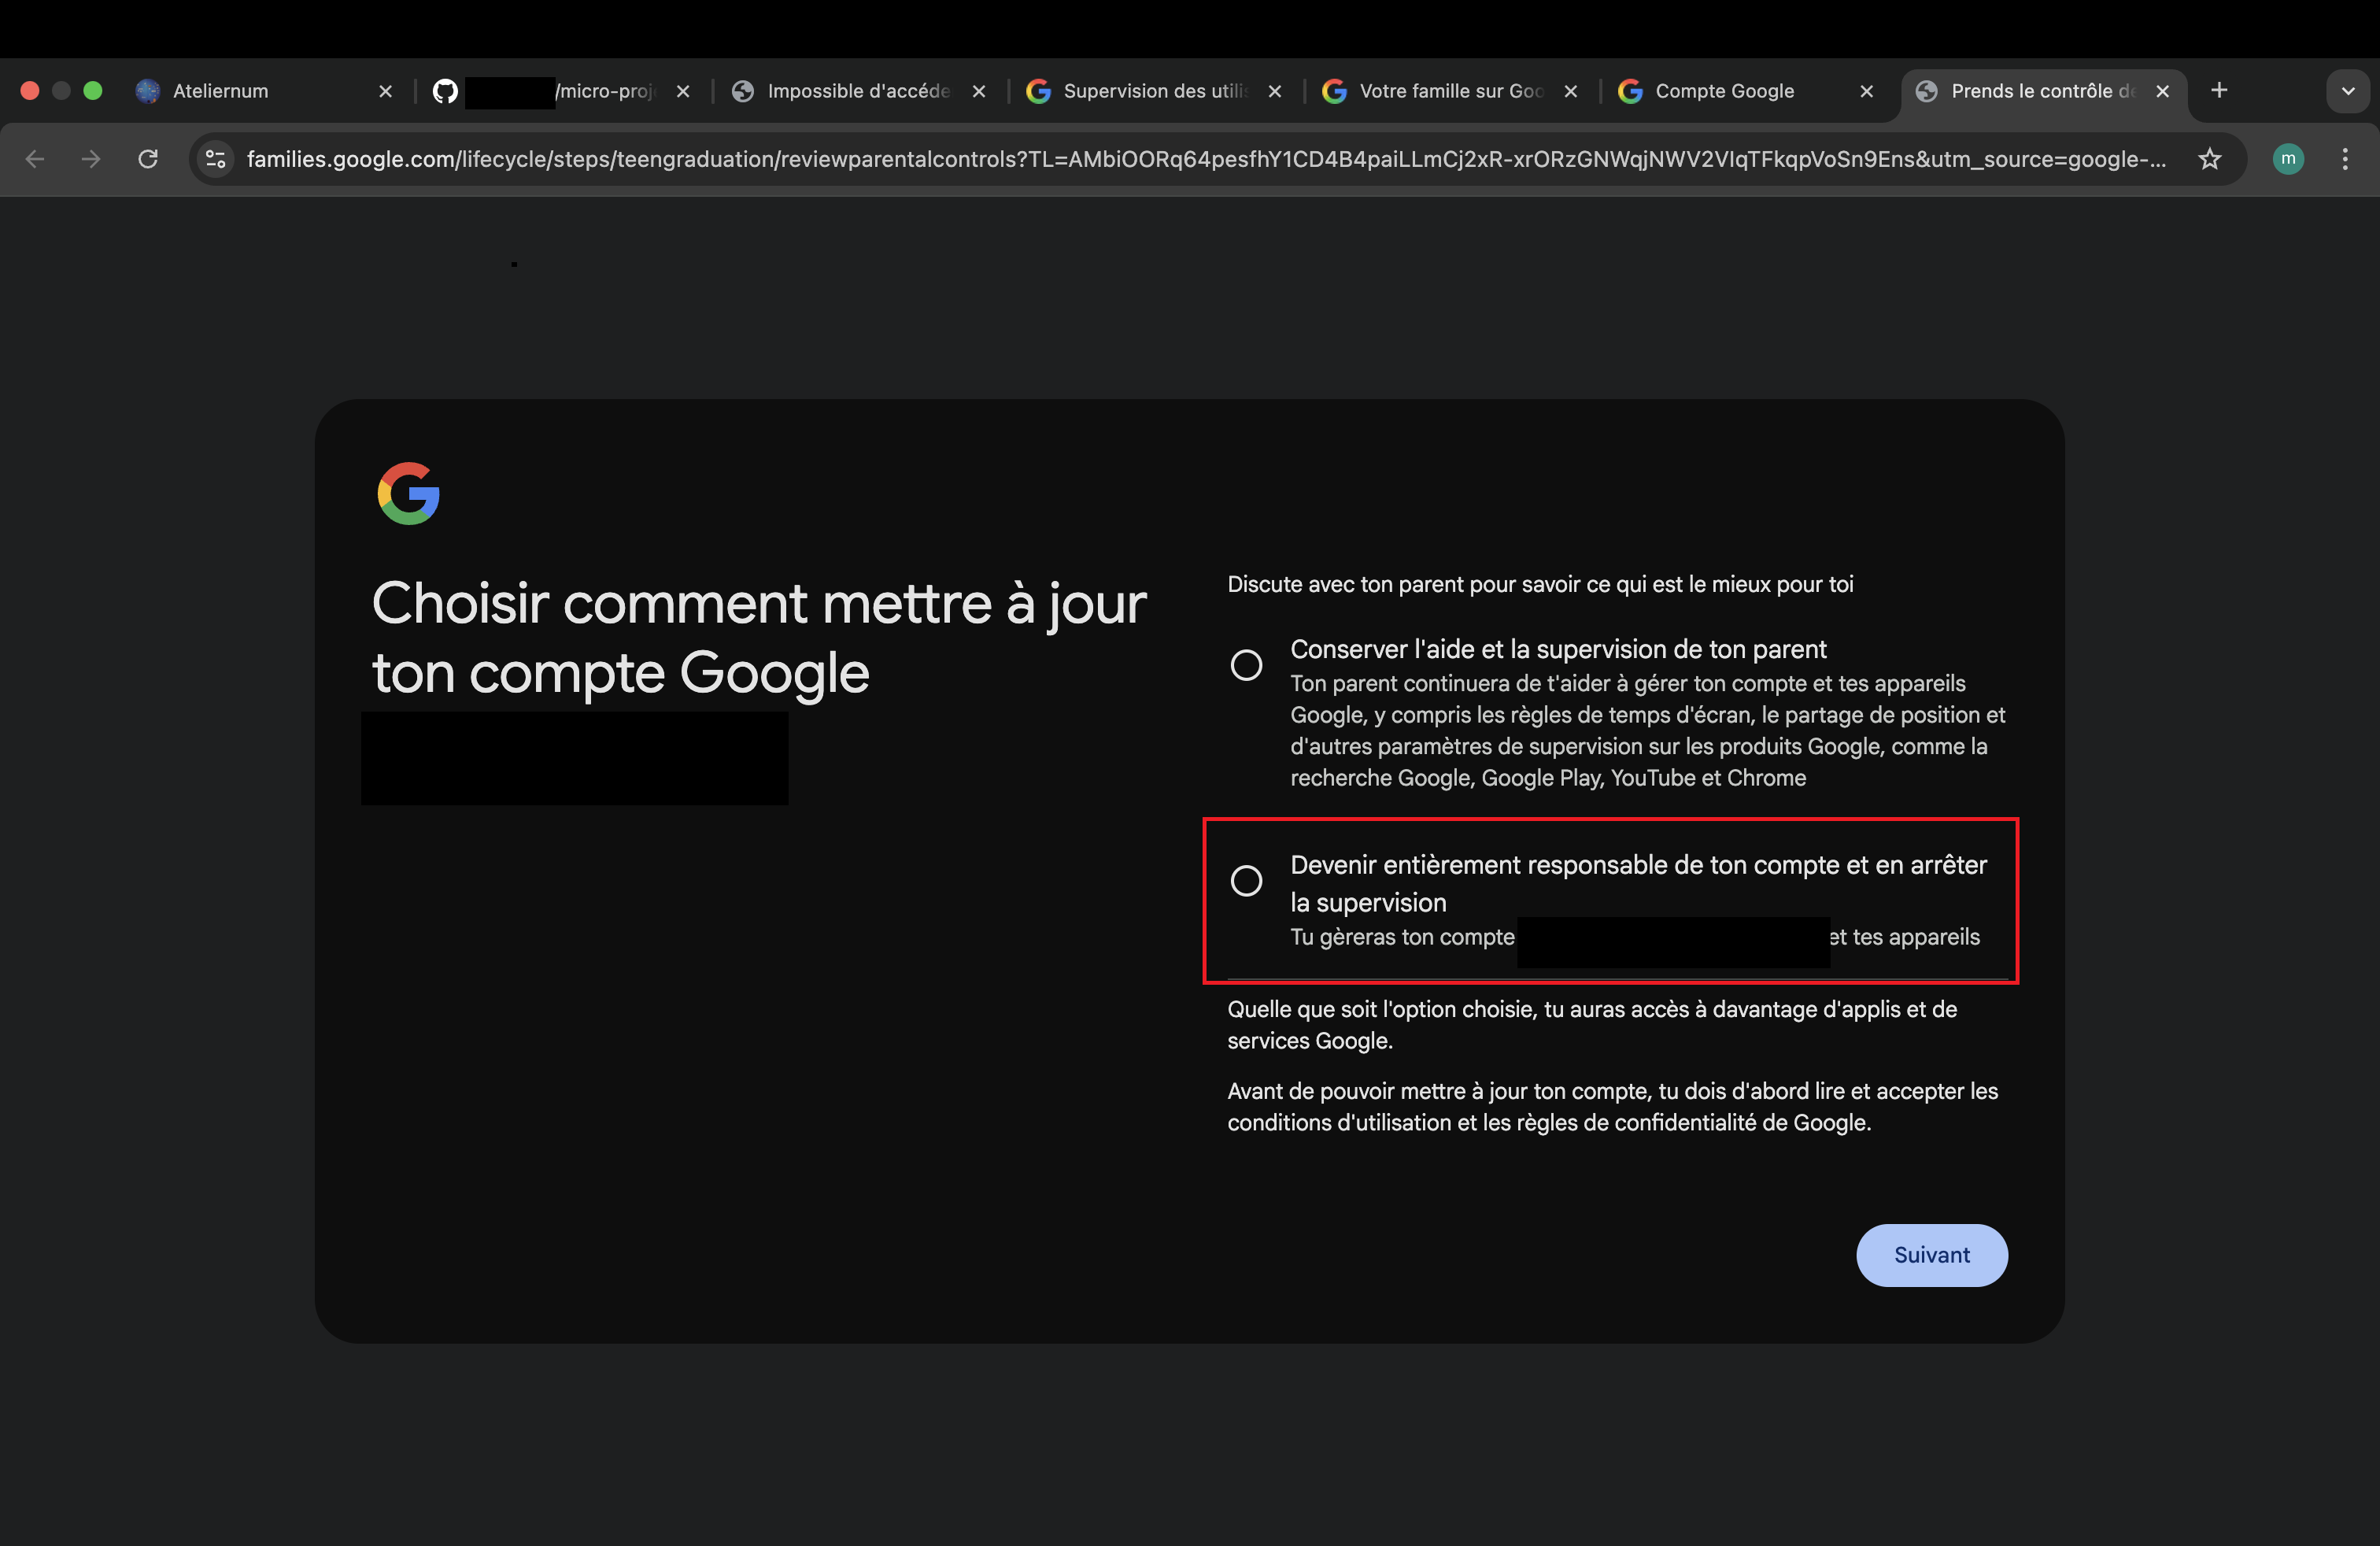 Ateliernum
/micro-proj
Impossible d'accéde
Supervision des utilis
Votre famille sur Goo
Compte Google
Prends le contrôle de
families.google.com/lifecycle/steps/teengraduation/reviewparentalcontrols?TL=AMbiOORq64pesfhY1CD4B4paiLLmCj2xR-xrORzGNWqjNWV2VIqTFkqpVoSn9Ens&utm_source=google-...
m
Choisir comment mettre à jour
ton compte Google
Discute avec ton parent pour savoir ce qui est le mieux pour toi
Conserver l'aide et la supervision de ton parent
Ton parent continuera de t'aider à gérer ton compte et tes appareils
Google, y compris les règles de temps d'écran, le partage de position et
d'autres paramètres de supervision sur les produits Google, comme la
recherche Google, Google Play, YouTube et Chrome
Devenir entièrement responsable de ton compte et en arrêter
la supervision
Tu gèreras ton compte et tes appareils
Quelle que soit l'option choisie, tu auras accès à davantage d'applis et de
services Google.
Avant de pouvoir mettre à jour ton compte, tu dois d'abord lire et accepter les
conditions d'utilisation et les règles de confidentialité de Google.
Suivant